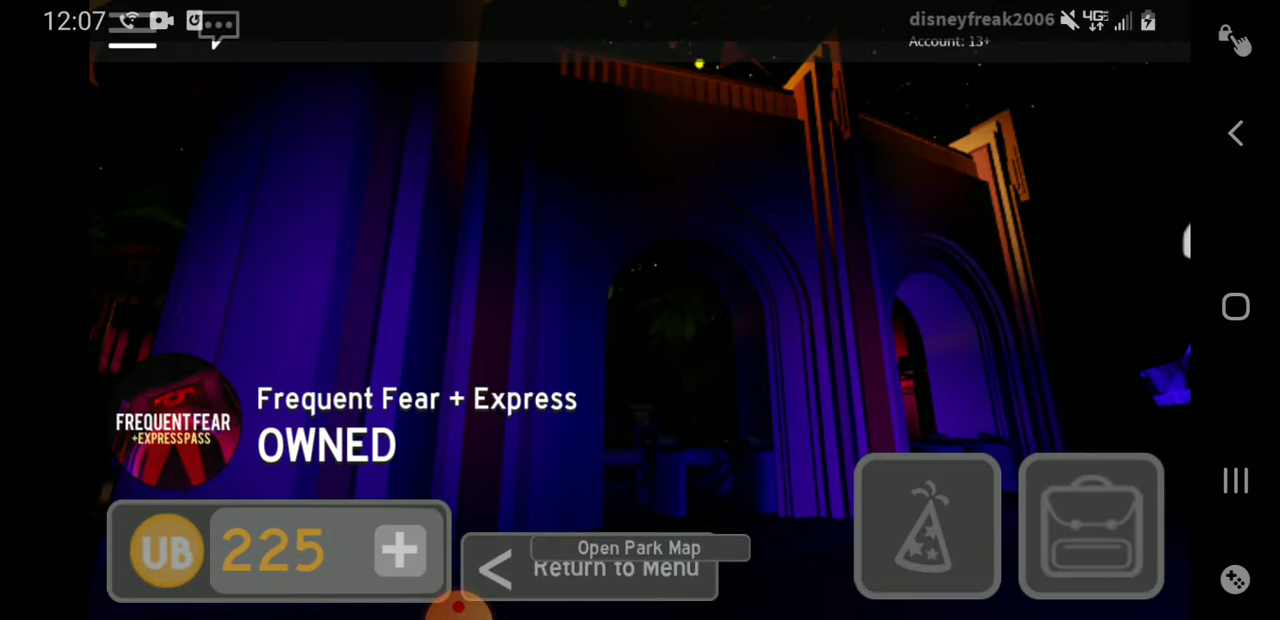 12:07
disneyfreak2006
4GE
Account: 13+
FREQUENT FEAR
+EXPRESS PASS
Frequent Fear + Express
OWNED
UB
225
+
Open Park Map
Return to Menu